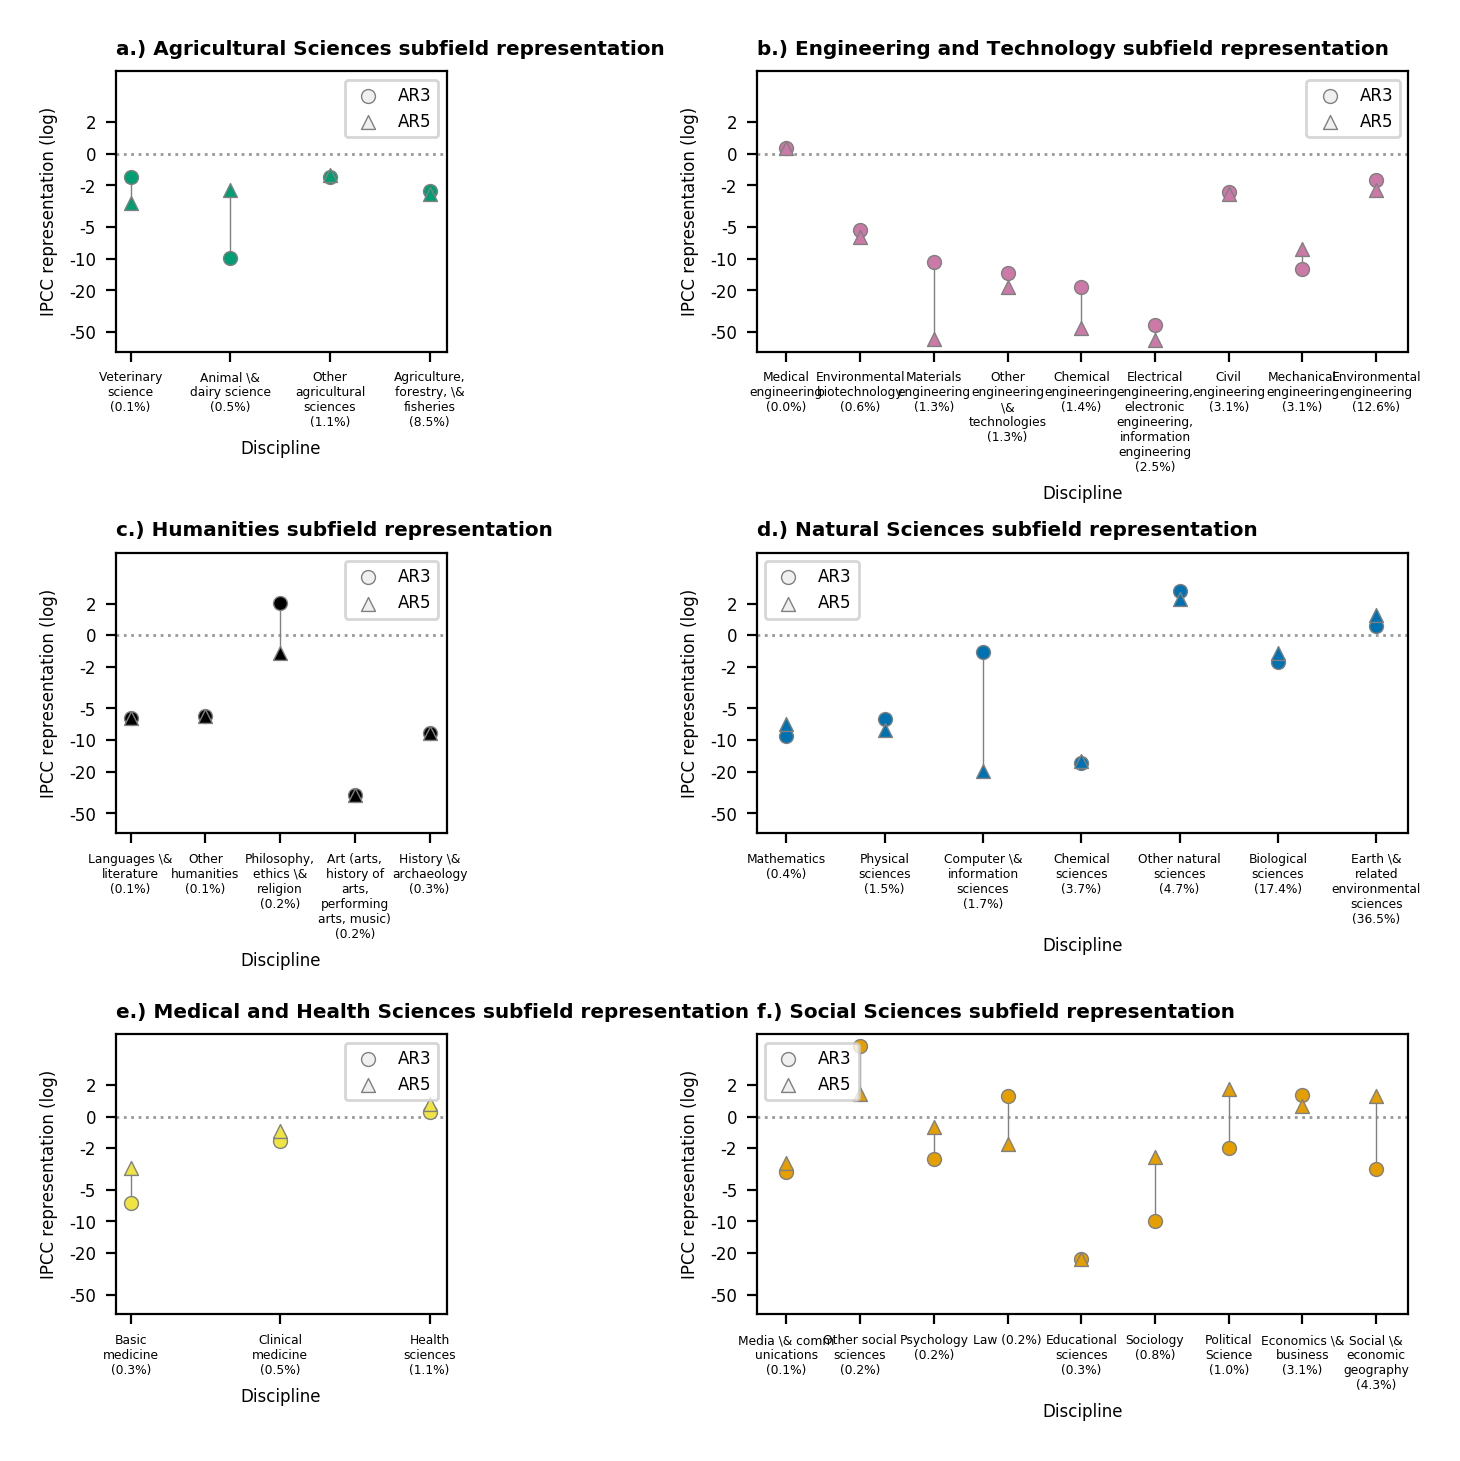 a.) Agricultural Sciences subfield representation
AR3
AR5
IPCC representation (log)
2
0
-2
-5
-10
-20
-50
Veterinary
science
(0.1%)
Animal \&
dairy science
(0.5%)
Other
agricultural
sciences
(1.1%)
Agriculture,
forestry, \&
fisheries
(8.5%)
Discipline
b.) Engineering and Technology subfield representation
AR3
AR5
IPCC representation (log)
2
0
-2
-5
-10
-20
-50
Medical
engineering
(0.0%)
Environmental
biotechnology
(0.6%)
Materials
engineering
(1.3%)
Other
engineering
\&
technologies
(1.3%)
Chemical
engineering
(1.4%)
Electrical
engineering,
electronic
engineering,
information
engineering
(2.5%)
Civil
engineering
(3.1%)
Mechanical
engineering
(3.1%)
Environmental
engineering
(12.6%)
Discipline
c.) Humanities subfield representation
AR3
AR5
IPCC representation (log)
2
0
-2
-5
-10
-20
-50
Languages \&
literature
(0.1%)
Other
humanities
(0.1%)
Philosophy,
ethics \&
religion
(0.2%)
Art (arts,
history of
arts,
performing
arts, music)
(0.2%)
History \&
archaeology
(0.3%)
Discipline
d.) Natural Sciences subfield representation
AR3
AR5
IPCC representation (log)
2
0
-2
-5
-10
-20
-50
Mathematics
(0.4%)
Physical
sciences
(1.5%)
Computer \&
information
sciences
(1.7%)
Chemical
sciences
(3.7%)
Other natural
sciences
(4.7%)
Biological
sciences
(17.4%)
Earth \&
related
environmental
sciences
(36.5%)
Discipline
e.) Medical and Health Sciences subfield representation
AR3
AR5
IPCC representation (log)
2
0
-2
-5
-10
-20
-50
Basic
medicine
(0.3%)
Clinical
medicine
(0.5%)
Health
sciences
(1.1%)
Discipline
f.) Social Sciences subfield representation
AR3
AR5
IPCC representation (log)
2
0
-2
-5
-10
-20
-50
Media \& comm
unications
(0.1%)
Other social
sciences
(0.2%)
Psychology
(0.2%)
Law (0.2%)
Educational
sciences
(0.3%)
Sociology
(0.8%)
Political
Science
(1.0%)
Economics \&
business
(3.1%)
Social \&
economic
geography
(4.3%)
Discipline